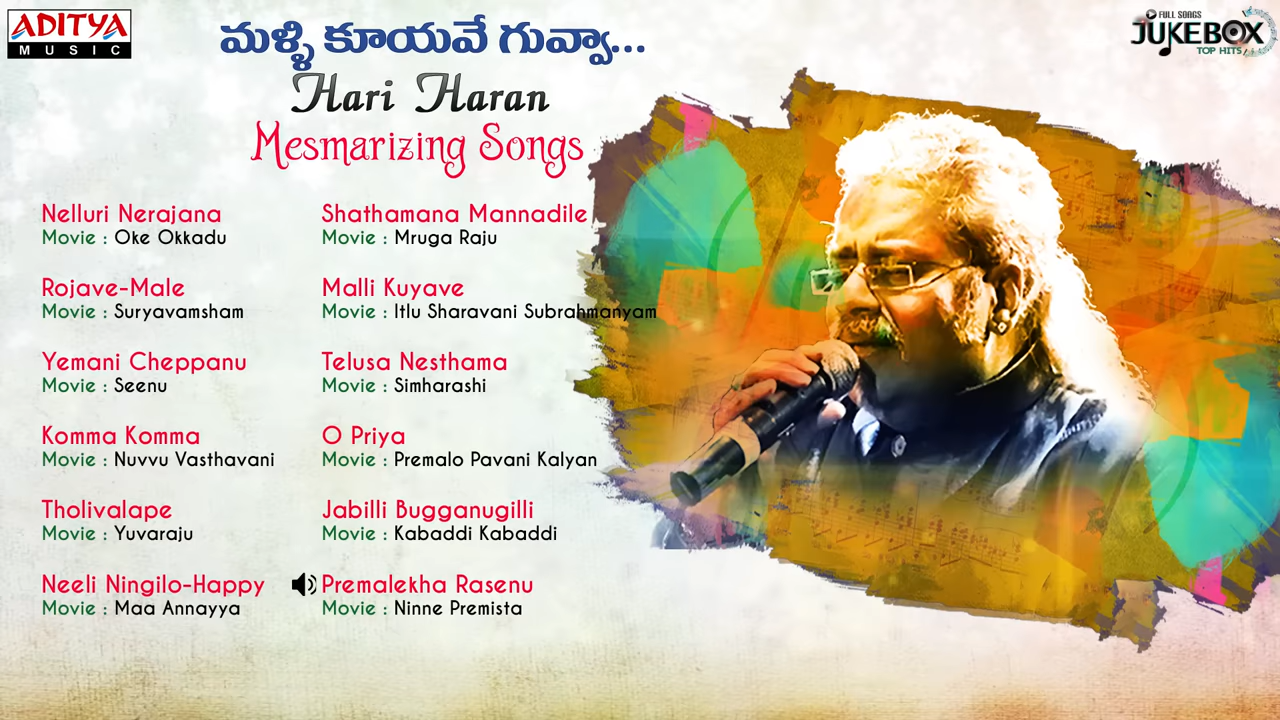 ADITYA
MUSIC
మళ్ళి కూయవే గువ్వా...
Hari Haran
Mesmarizing Songs
FULL SONGS
JUKEBOX
TOP HITS
Nelluri Nerajana
Movie : Oke Okkadu
Rojave-Male
Movie : Suryavamsham
Yemani Cheppanu
Movie : Seenu
Komma Komma
Movie : Nuvvu Vasthavani
Tholivalape
Movie : Yuvaraju
Neeli Ningilo-Happy
Movie : Maa Annayya
Shathamana Mannadile
Movie : Mruga Raju
Malli Kuyave
Movie : Itlu Sharavani Subrahmanyam
Telusa Nesthama
Movie : Simharashi
O Priya
Movie : Premalo Pavani Kalyan
Jabilli Bugganugilli
Movie : Kabaddi Kabaddi
Premalekha Rasenu
Movie : Ninne Premista